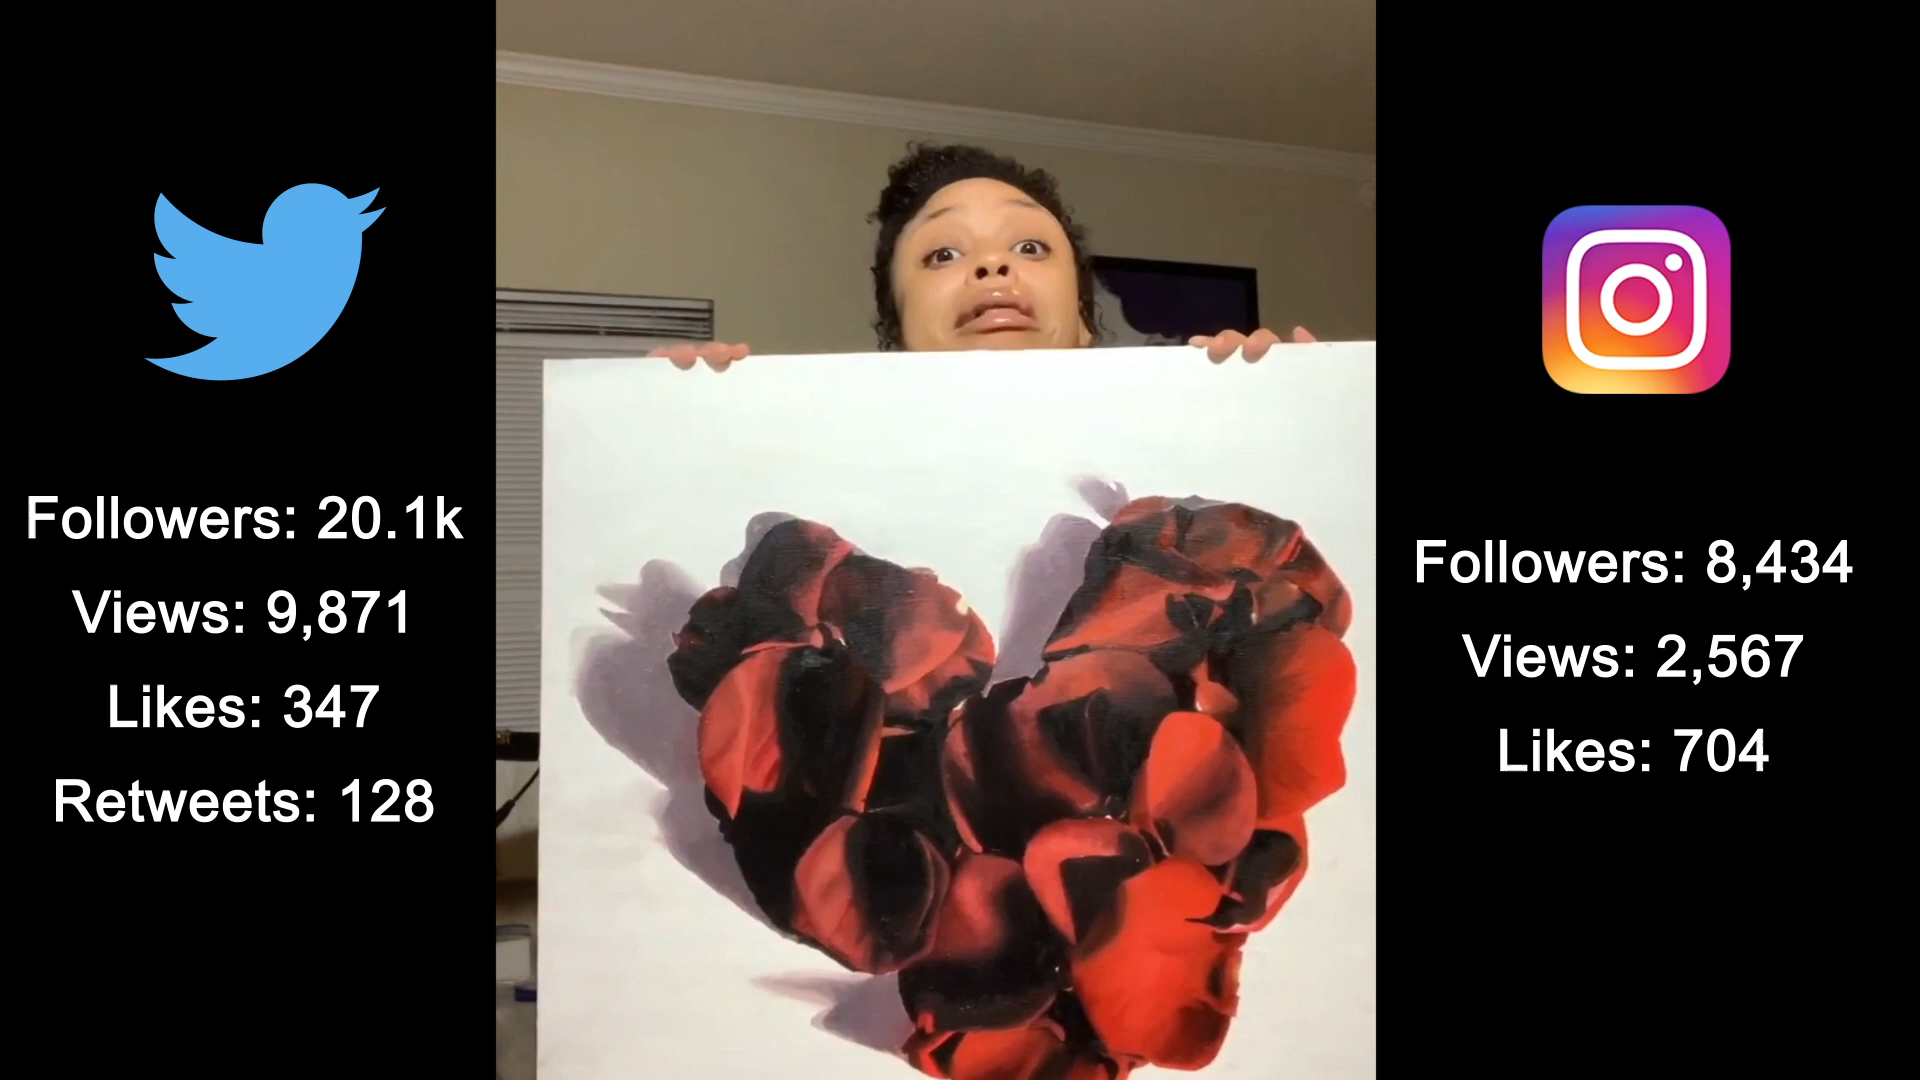 Followers: 20.1k
Views: 9,871
Likes: 347
Retweets: 128
Followers: 8,434
Views: 2,567
Likes: 704